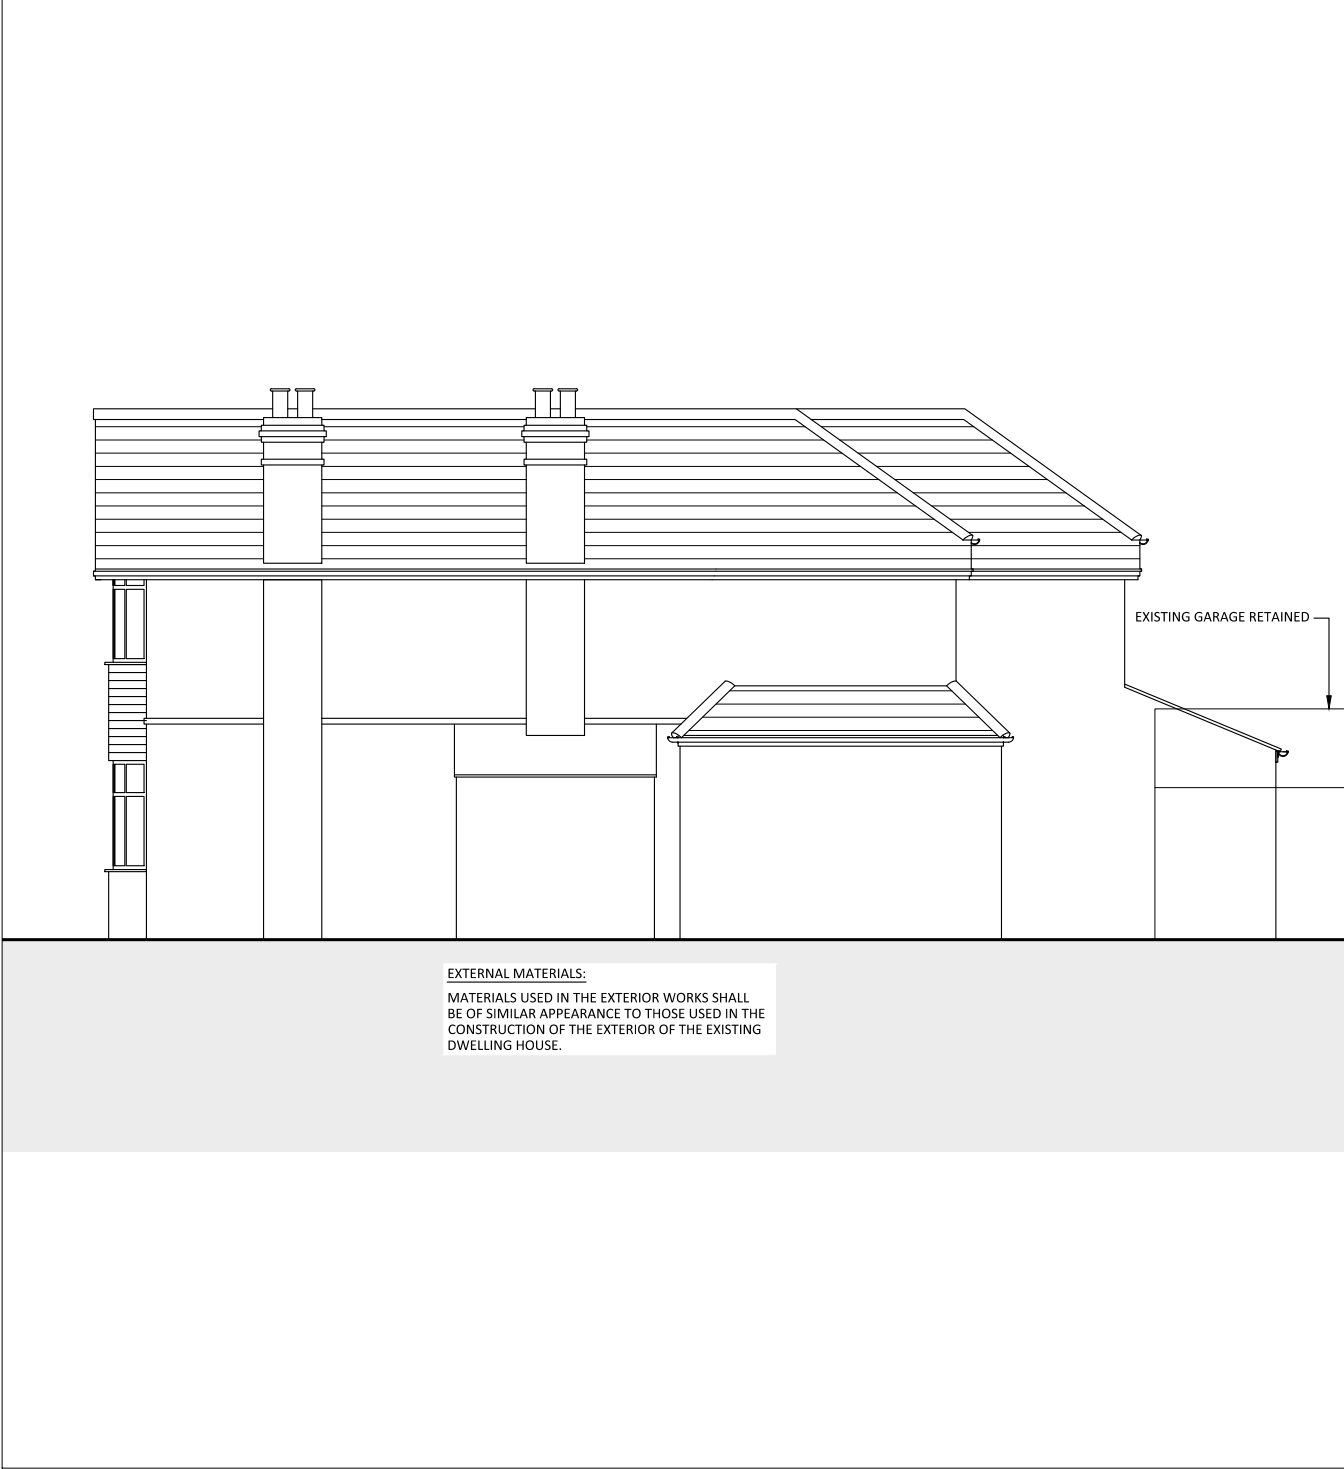 EXISTING GARAGE RETAINED
EXTERNAL MATERIALS:
MATERIALS USED IN THE EXTERIOR WORKS SHALL
BE OF SIMILAR APPEARANCE TO THOSE USED IN THE
CONSTRUCTION OF THE EXTERIOR OF THE EXISTING
DWELLING HOUSE.